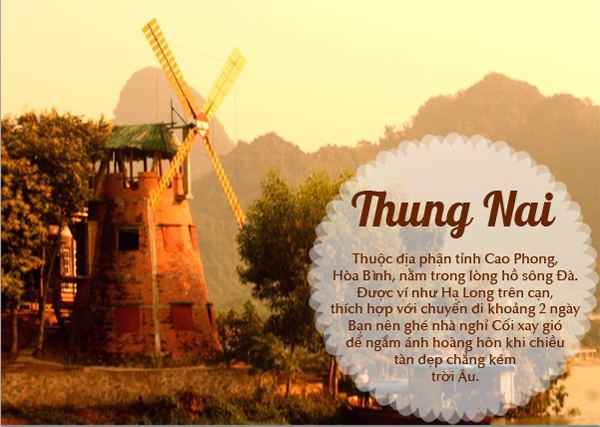 Thung Nai
Thuộc địa phận tỉnh Cao Phong,
Hòa Bình, nằm trong lòng hồ sông Đà.
Được ví như Hạ Long trên cạn,
thích hợp với chuyến đi khoảng 2 ngày
Bạn nên ghé nhà nghỉ Cối xay gió
để ngắm ánh hoàng hôn khi chiều
tàn đẹp chẳng kém
trời Âu.